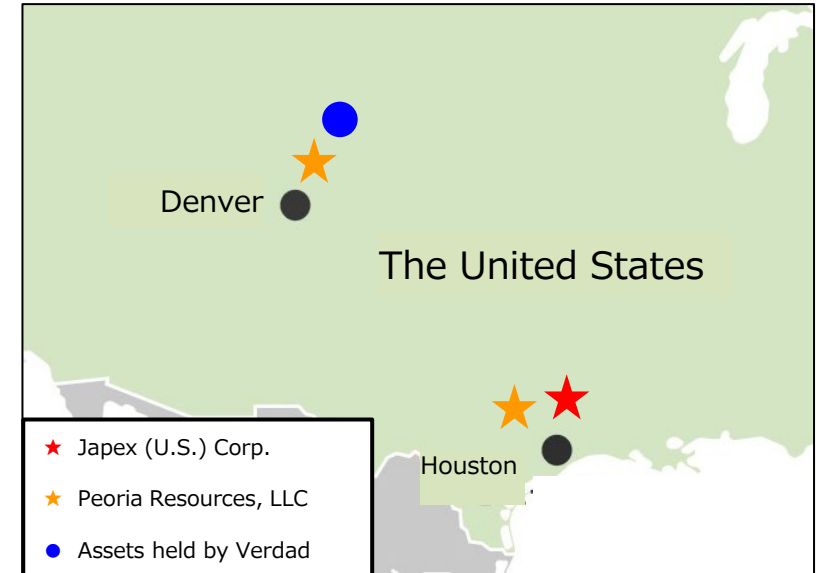 Denver
The United States
Houston
Japex (U.S.) Corp.
Peoria Resources, LLC
Assets held by Verdad